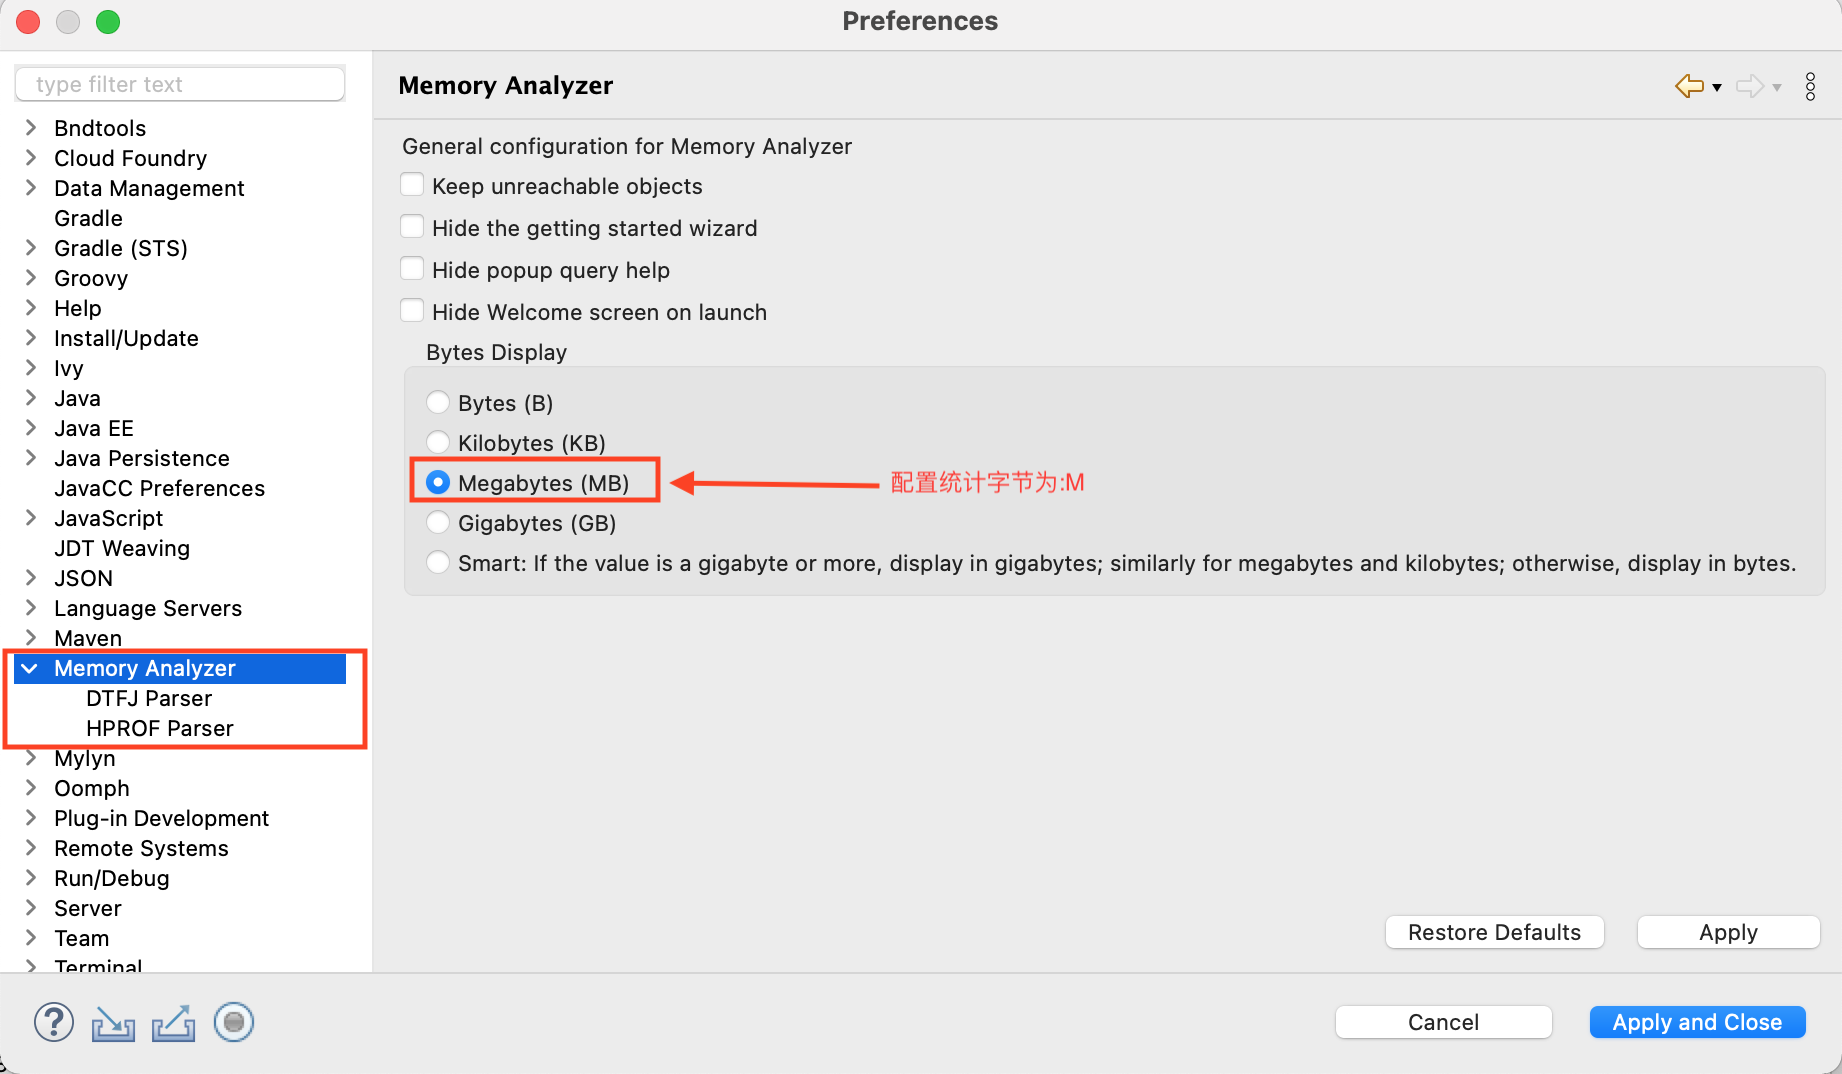 Preferences
type filter text
Bndtools
Cloud Foundry
Data Management
Gradle
Gradle (STS)
Groovy
Help
Install/Update
Ivy
Java
Java EE
Java Persistence
JavaCC Preferences
JavaScript
JDT Weaving
JSON
Language Servers
Maven
Memory Analyzer
DTFJ Parser
HPROF Parser
Mylyn
Oomph
Plug-in Development
Remote Systems
Run/Debug
Server
Team
Terminal
Memory Analyzer
General configuration for Memory Analyzer
Keep unreachable objects
Hide the getting started wizard
Hide popup query help
Hide Welcome screen on launch
Bytes Display
Bytes (B)
Kilobytes (KB)
Megabytes (MB)
配置统计字节为:M
Gigabytes (GB)
Smart: If the value is a gigabyte or more, display in gigabytes; similarly for megabytes and kilobytes; otherwise, display in bytes.
Restore Defaults
Apply
?
Cancel
Apply and Close